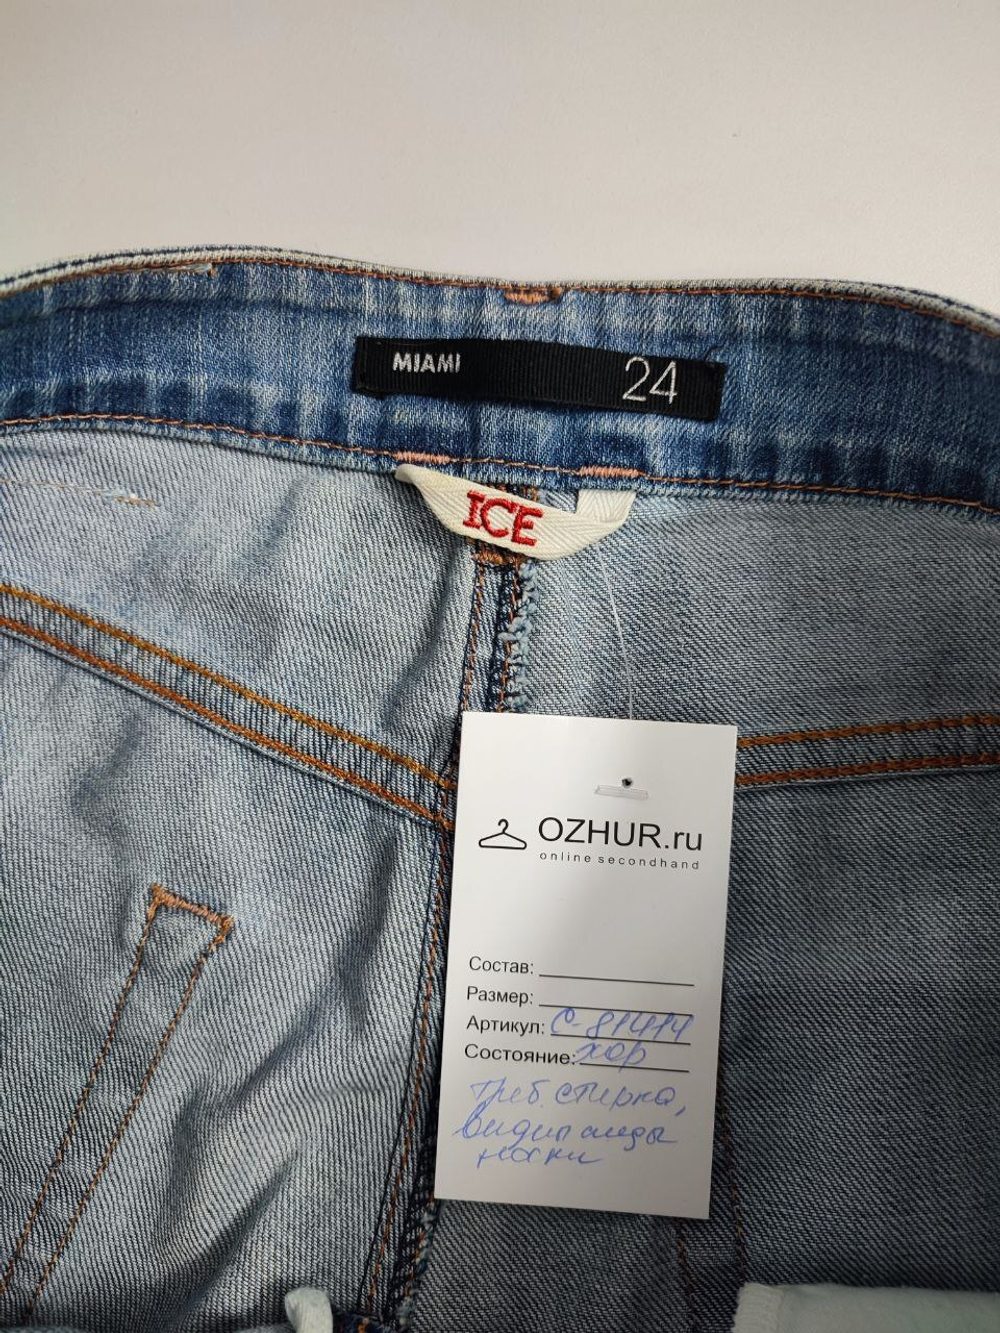 MIAMI 24
ICE
OZHUR.ru
online secondhand
Состав:
Размер:
Артикул: С-81414
Состояние: хор
треб. стирка,
видны следы
носки